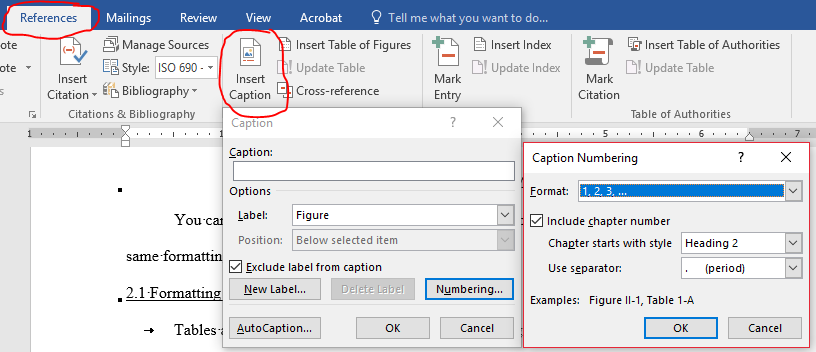 References Mailings Review View Acrobat Tell me what you want to do...
ote Manage Sources Insert Table of Figures Insert Index Insert Table of Authorities
ote Insert Citation Style: ISO 690 - Insert Caption Update Table Mark Entry Update Index Mark Citation Update Table
Bibliography Cross-reference
Citations & Bibliography Table of Authorities
1 6 7
Caption ? ×
Caption:
Options
Label: Figure
Position: Below selected item
Exclude label from caption
New Label... Delete Label Numbering...
AutoCaption... OK Cancel
Caption Numbering ? ×
Format: 1, 2, 3, ...
Include chapter number
Chapter starts with style Heading 2
Use separator: . (period)
Examples: Figure II-1, Table 1-A
OK Cancel
You·can
same·formattin
2.1·Formatting
Tables·a